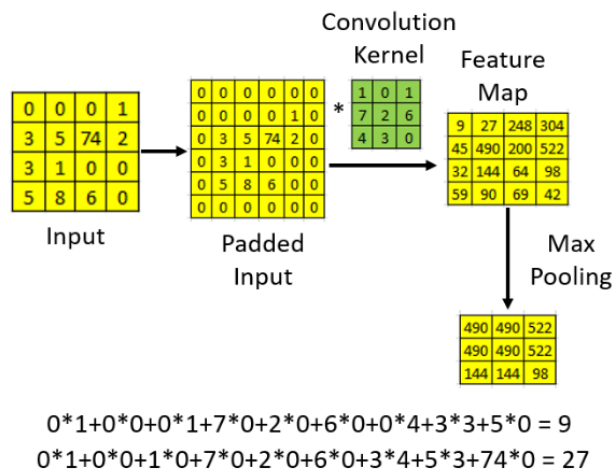 Convolution
Kernel
Feature
Map
0 0 0 1
3 5 74 2
3 1 0 0
5 8 6 0
Input
0 0 0 0 0 0
0 0 0 0 1 0
0 3 5 74 2 0
0 3 1 0 0 0
0 5 8 6 0 0
0 0 0 0 0 0
Padded
Input
*
1 0 1
7 2 6
4 3 0
9 27 248 304
45 490 200 522
32 144 64 98
59 90 69 42
Max
Pooling
490 490 522
490 490 522
144 144 98
0*1+0*0+0*1+7*0+2*0+6*0+0*4+3*3+5*0 = 9
0*1+0*0+1*0+7*0+2*0+6*0+3*4+5*3+74*0 = 27